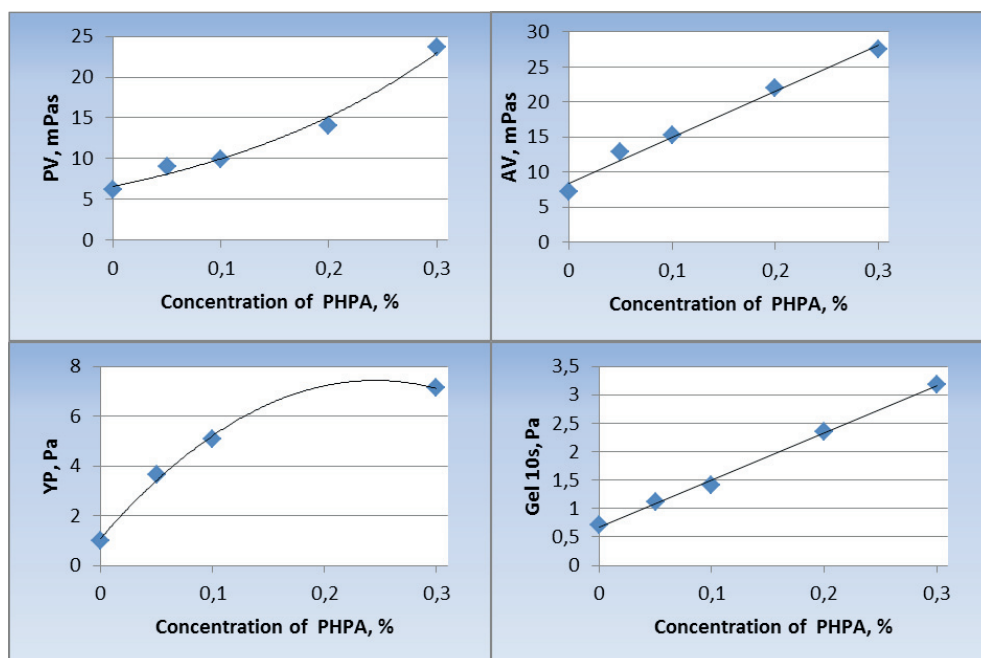 PV, mPas
25
20
15
10
5
0
0 0,1 0,2 0,3
Concentration of PHPA, %
AV, mPas
30
25
20
15
10
5
0
0 0,1 0,2 0,3
Concentration of PHPA, %
YP, Pa
8
6
4
2
0
0 0,1 0,2 0,3
Concentration of PHPA, %
Gel 10s, Pa
3,5
3
2,5
2
1,5
1
0,5
0
0 0,1 0,2 0,3
Concentration of PHPA, %